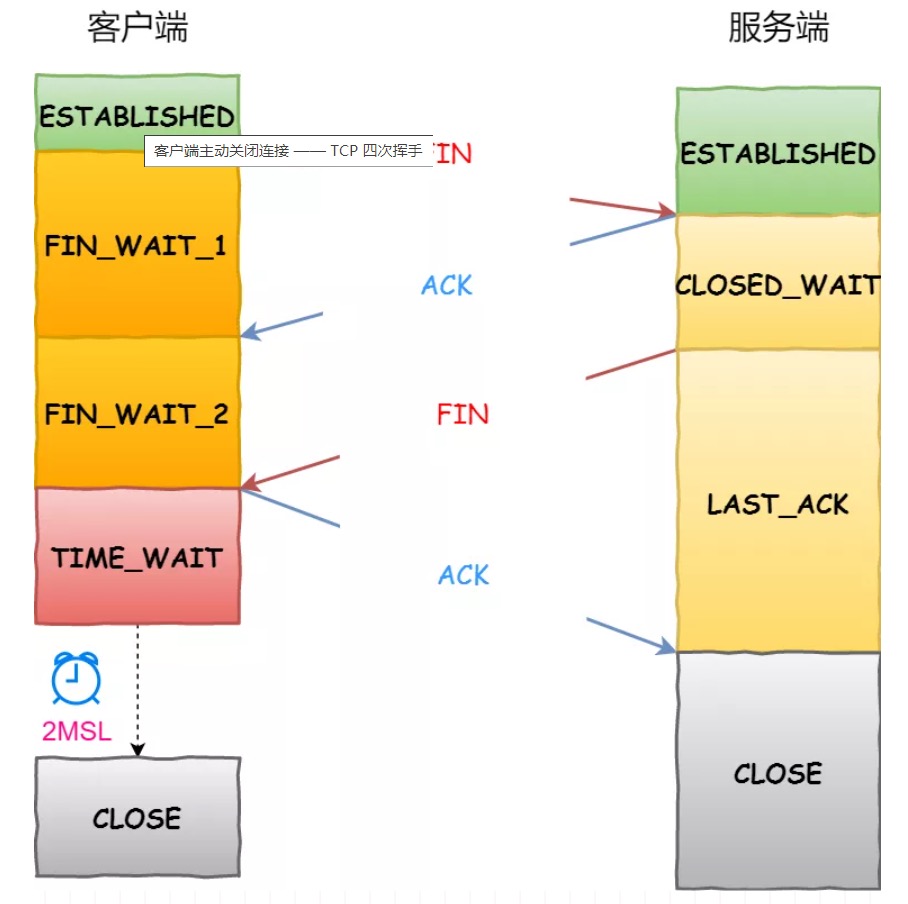 客户端
服务端
ESTABLISHED
客户端主动关闭连接 —— TCP 四次挥手
FIN
ESTABLISHED
FIN_WAIT_1
ACK
CLOSED_WAIT
FIN_WAIT_2
FIN
LAST_ACK
TIME_WAIT
ACK
2MSL
CLOSE
CLOSE